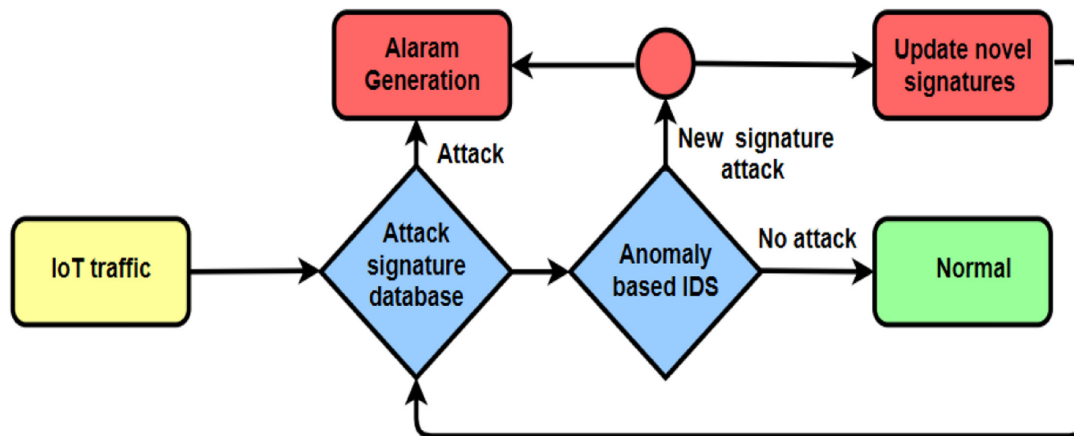 Alaram
Generation
Update novel
signatures
Attack
New signature
attack
IoT traffic
Attack
signature
database
Anomaly
based IDS
No attack
Normal